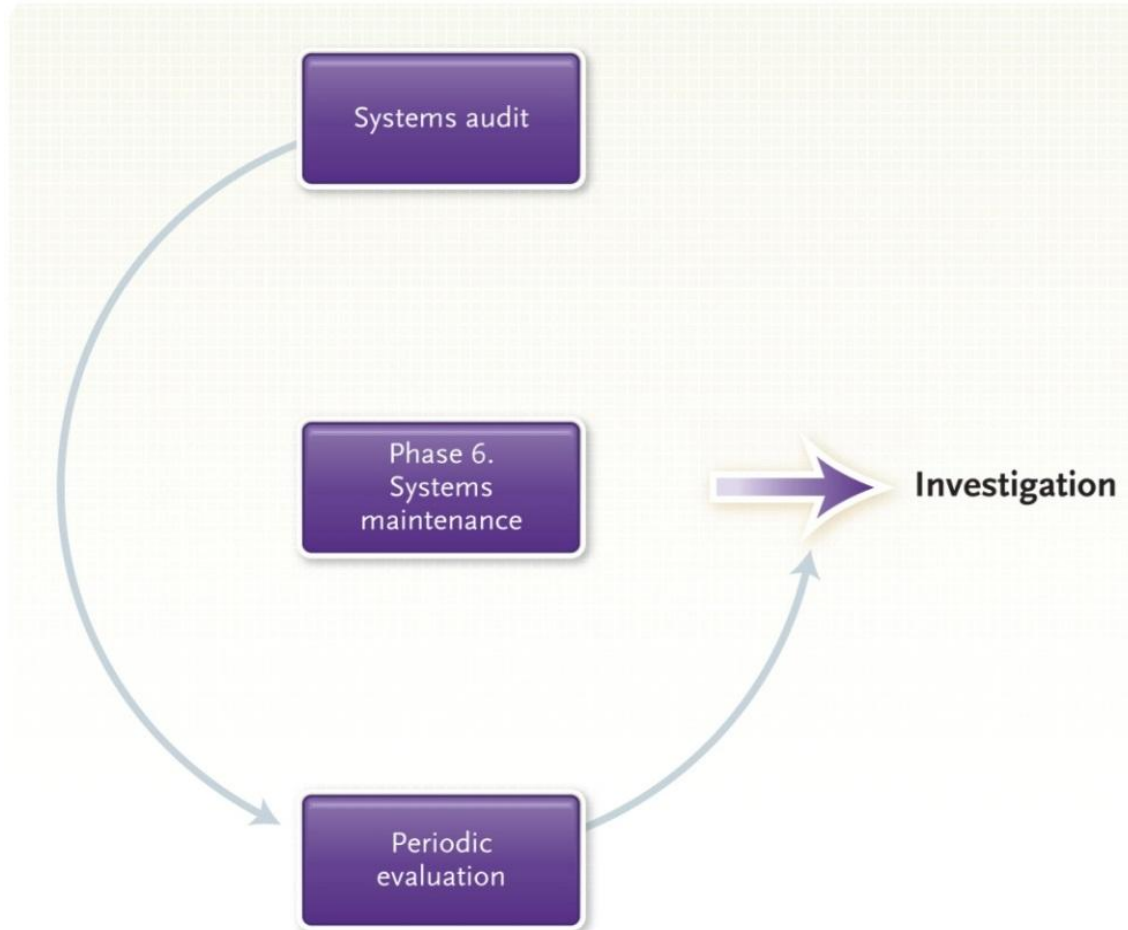 Systems audit
Phase 6.
Systems
maintenance
Investigation
Periodic
evaluation